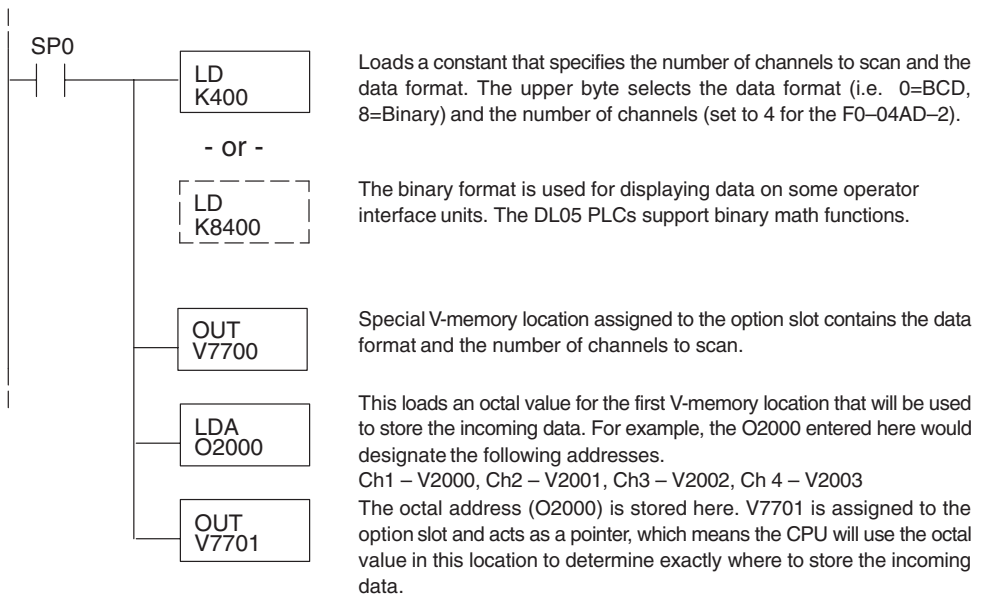 SP0
LD
K400
Loads a constant that specifies the number of channels to scan and the
data format. The upper byte selects the data format (i.e. 0=BCD,
8=Binary) and the number of channels (set to 4 for the F0–04AD–2).
- or -
LD
K8400
The binary format is used for displaying data on some operator
interface units. The DL05 PLCs support binary math functions.
OUT
V7700
Special V-memory location assigned to the option slot contains the data
format and the number of channels to scan.
LDA
O2000
This loads an octal value for the first V-memory location that will be used
to store the incoming data. For example, the O2000 entered here would
designate the following addresses.
Ch1 – V2000, Ch2 – V2001, Ch3 – V2002, Ch 4 – V2003
OUT
V7701
The octal address (O2000) is stored here. V7701 is assigned to the
option slot and acts as a pointer, which means the CPU will use the octal
value in this location to determine exactly where to store the incoming
data.